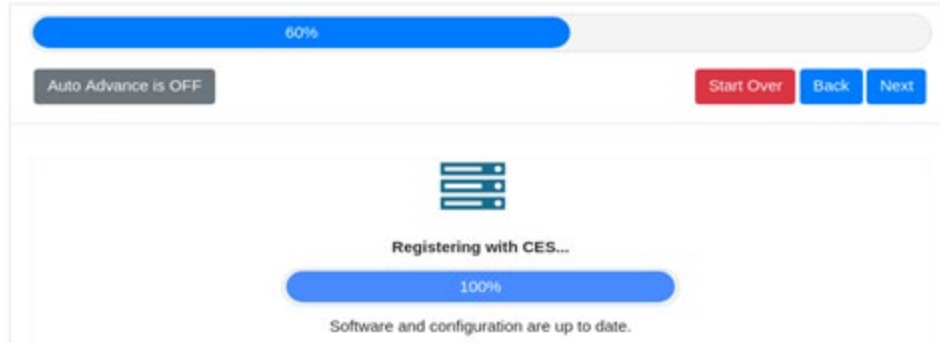 60%
Auto Advance is OFF Start Over Back Next
Registering with CES...
100%
Software and configuration are up to date.